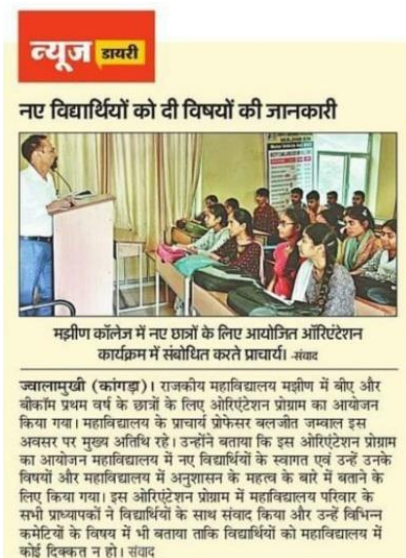 न्यूज डायरी
नए विद्यार्थियों को दी विषयों की जानकारी
मझीण कॉलेज में नए छात्रों के लिए आयोजित ऑरिएंटेशन
कार्यक्रम में संबोधित करते प्राचार्य। -संवाद
ज्वालामुखी (कांगड़ा)। राजकीय महाविद्यालय मझीण में बीए और
बीकॉम प्रथम वर्ष के छात्रों के लिए ओरिएंटेशन प्रोग्राम का आयोजन
किया गया। महाविद्यालय के प्राचार्य प्रोफेसर बलजीत जम्वाल इस
अवसर पर मुख्य अतिथि रहे। उन्होंने बताया कि इस ओरिएंटेशन प्रोग्राम
का आयोजन महाविद्यालय में नए विद्यार्थियों के स्वागत एवं उन्हें उनके
विषयों और महाविद्यालय में अनुशासन के महत्व के बारे में बताने के
लिए किया गया। इस ओरिएंटेशन प्रोग्राम में महाविद्यालय परिवार के
सभी प्राध्यापकों ने विद्यार्थियों के साथ संवाद किया और उन्हें विभिन्न
कमेटियों के विषय में भी बताया ताकि विद्यार्थियों को महाविद्यालय में
कोई दिक्कत न हो। संवाद